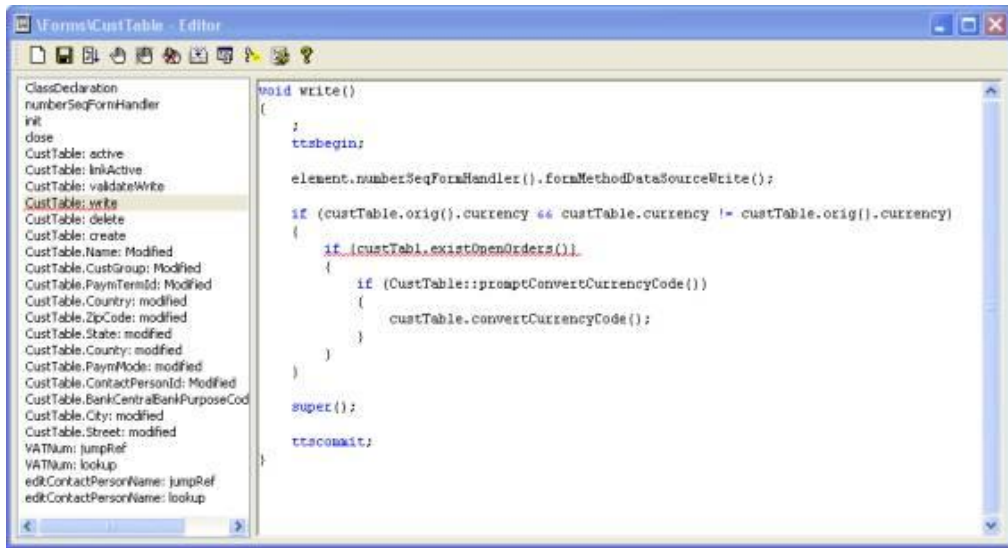 \Forms\CustTable - Editor
ClassDeclaration
numberSeqFormHandler
init
close
CustTable: active
CustTable: linkActive
CustTable: validateWrite
CustTable: write
CustTable: delete
CustTable: create
CustTable.Name: Modified
CustTable.CustGroup: Modified
CustTable.PaymTermId: Modified
CustTable.Country: modified
CustTable.ZipCode: modified
CustTable.State: modified
CustTable.County: modified
CustTable.PaymMode: modified
CustTable.ContactPersonId: Modified
CustTable.BankCentralBankPurposeCod
CustTable.City: modified
CustTable.Street: modified
VATNum: jumpRef
VATNum: lookup
editContactPersonName: jumpRef
editContactPersonName: lookup
void write()
{
;
ttsbegin;
element.numberSeqFormHandler().formMethodDataSourceWrite();
if (custTable.orig().currency && custTable.currency != custTable.orig().currency)
{
if (custTabl.existOpenOrders())
{
if (CustTable::promptConvertCurrencyCode())
{
custTable.convertCurrencyCode();
}
}
}
super();
ttscommit;
}